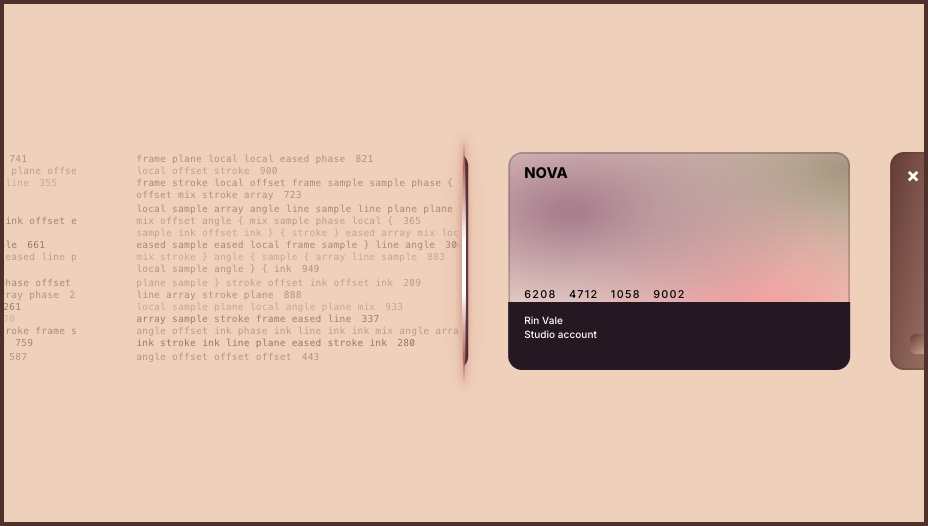 741
plane offse
line 355
ink offset e
661
eased line p
offset
phase 2
261
frame s
759
587
frame plane local local eased phase 821
local offset stroke 900
frame stroke local offset frame sample sample phase {
offset mix stroke array 723
local sample array angle line sample line plane plane
mix offset angle { mix sample phase local { 365
sample ink offset ink } { stroke } eased array mix loc
eased sample eased local frame sample } line angle 30
mix stroke } angle { sample { array line sample 883
local sample angle } { ink 949
plane sample } stroke offset ink offset ink 209
line array stroke plane 888
local sample plane local angle plane mix 933
array sample stroke frame eased line 337
angle offset ink phase ink line ink ink mix angle arra
ink stroke ink line plane eased stroke ink 280
angle offset offset offset 443
NOVA
6208 4712 1058 9002
Rin Vale
Studio account